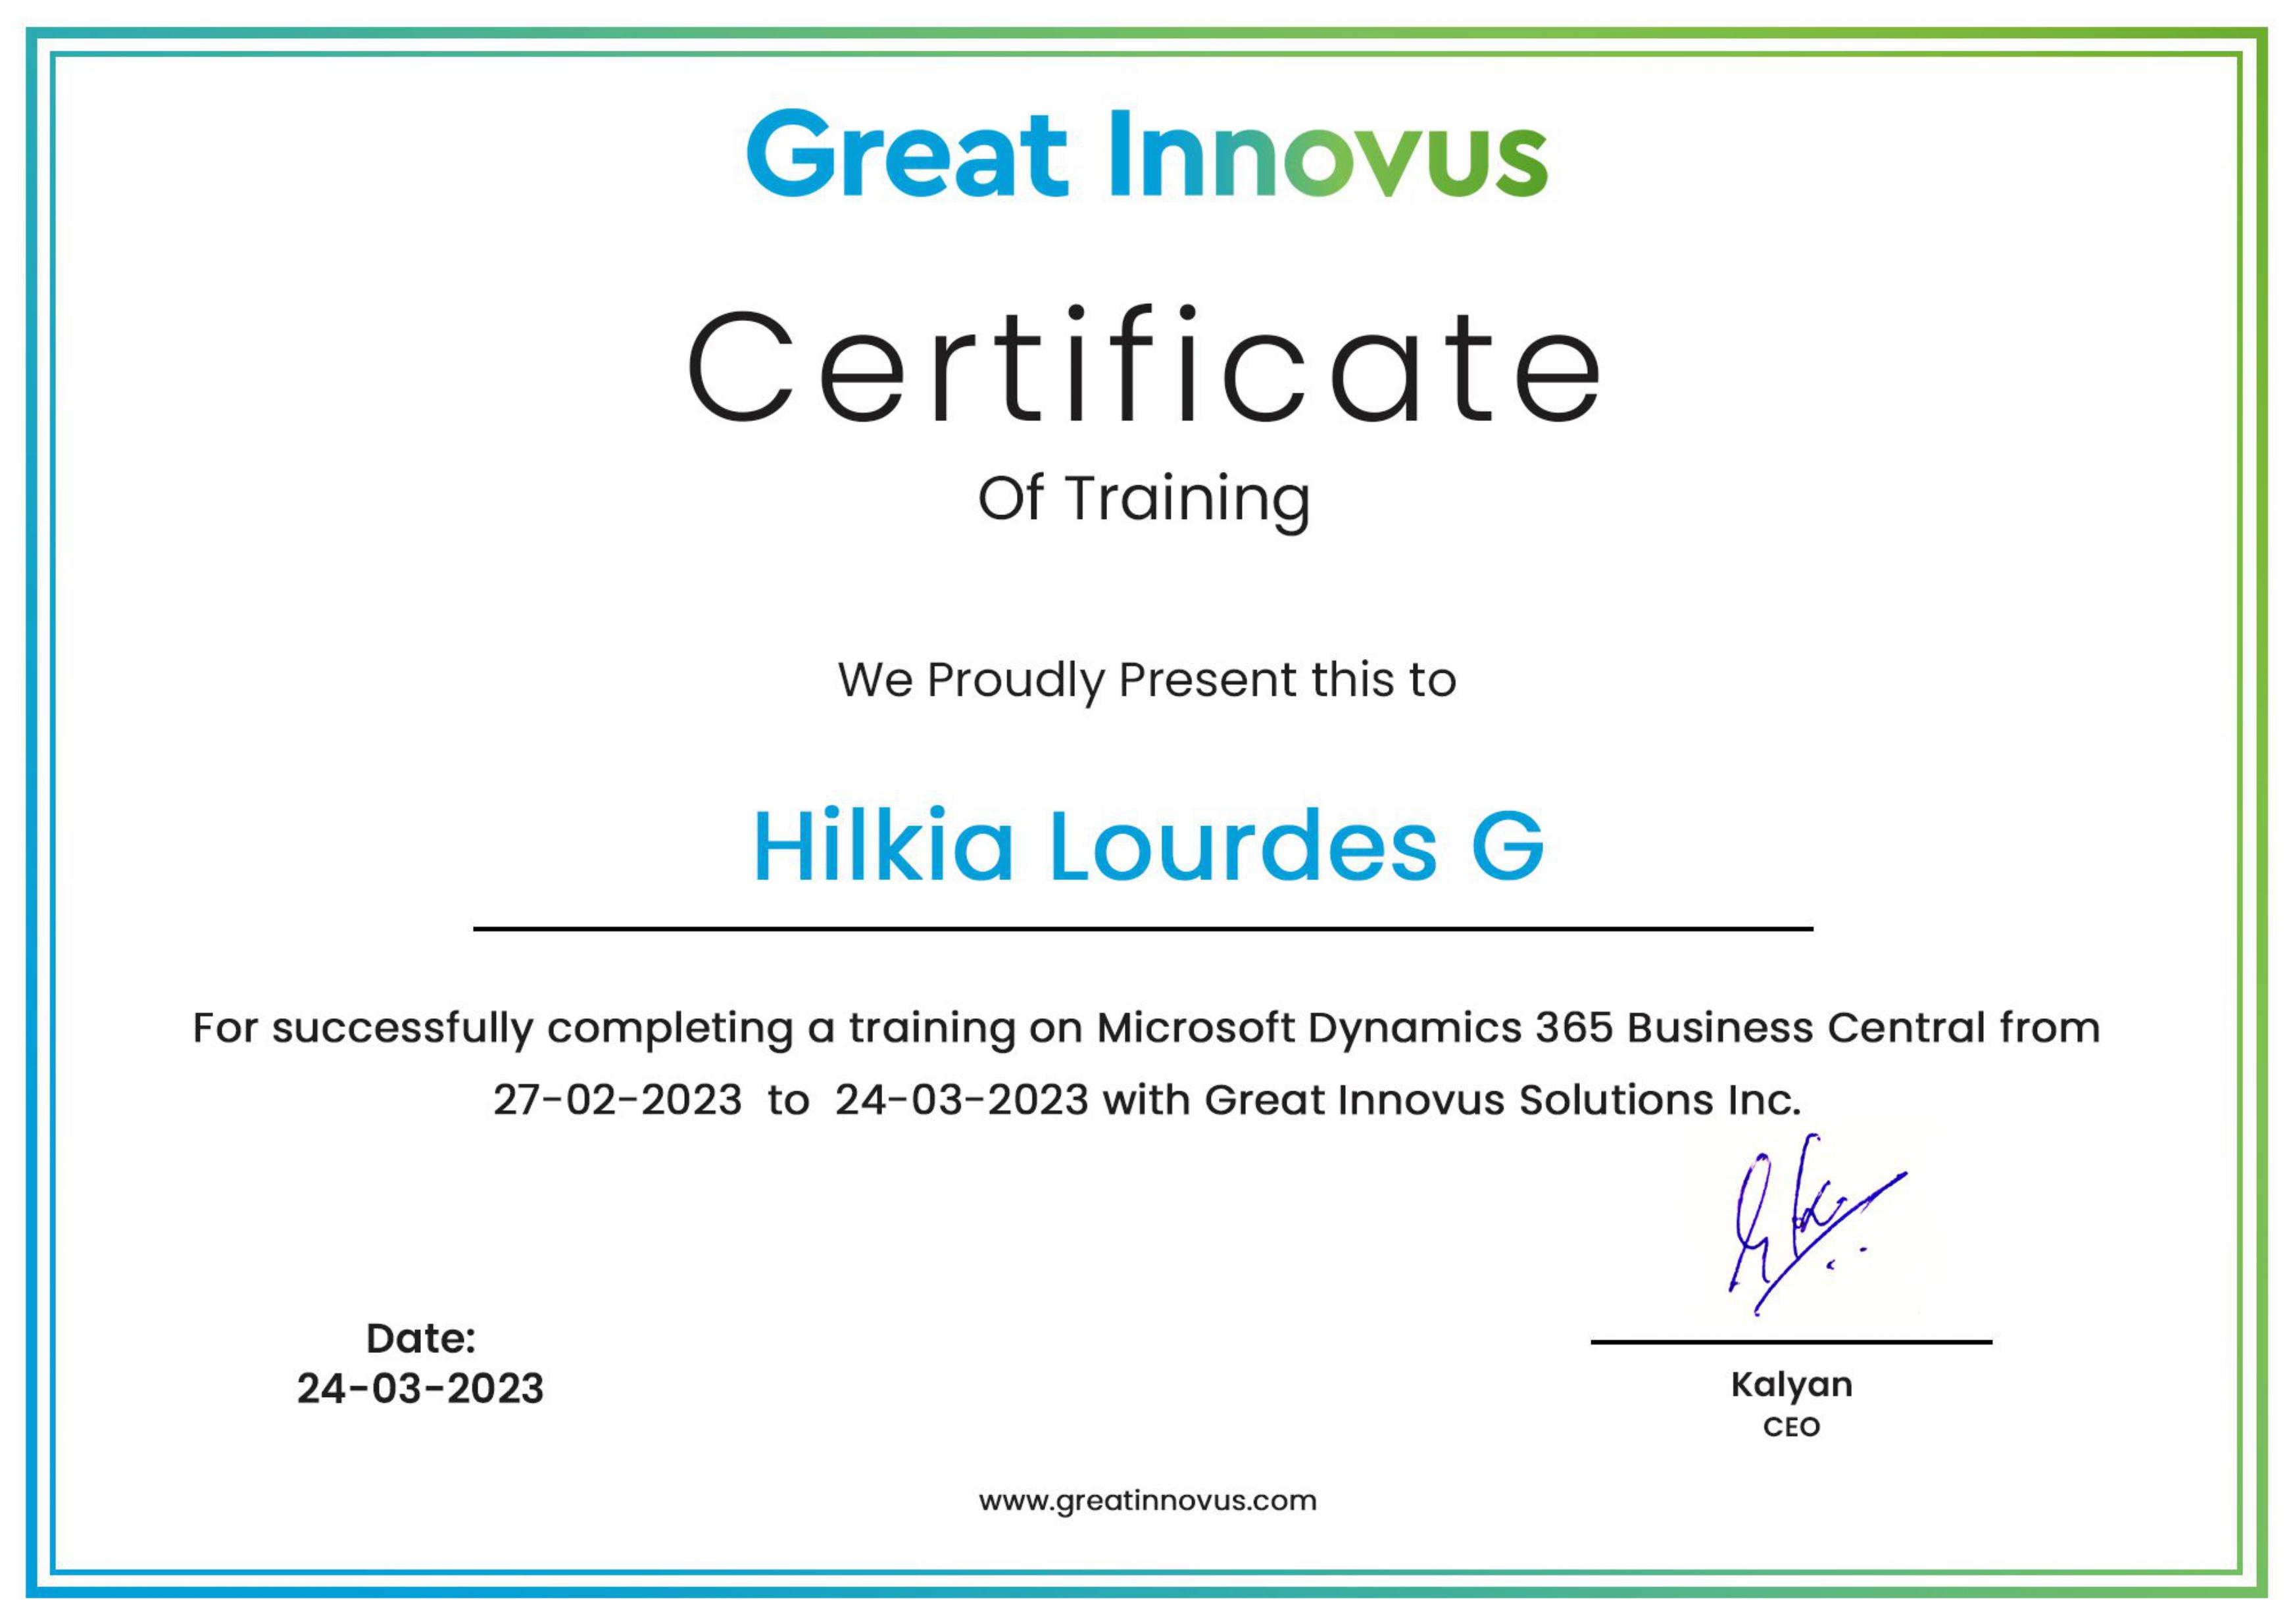 Great Innovus
Certificate
Of Training
We Proudly Present this to
Hilkia Lourdes G
For successfully completing a training on Microsoft Dynamics 365 Business Central from
27-02-2023 to 24-03-2023 with Great Innovus Solutions Inc.
Date:
24-03-2023
Kalyan
CEO
www.greatinnovus.com